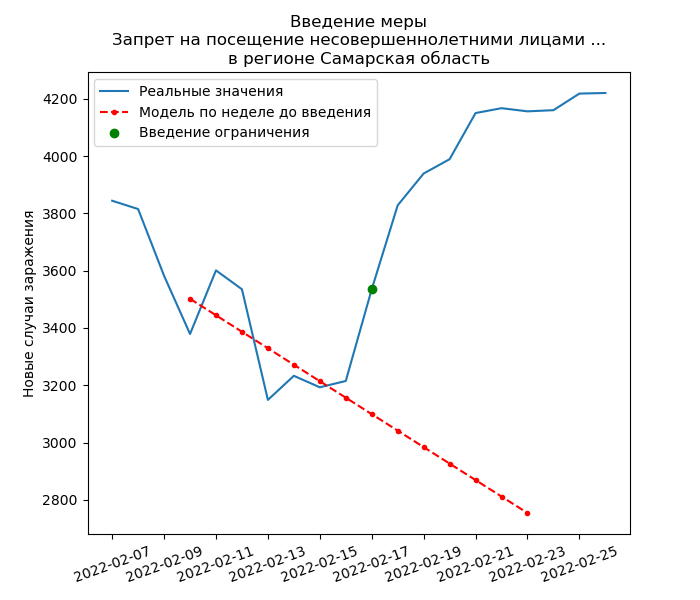 Введение меры
Запрет на посещение несовершеннолетними лицами ...
в регионе Самарская область
Реальные значения
Модель по неделе до введения
Введение ограничения
Новые случаи заражения
4200
4000
3800
3600
3400
3200
3000
2800
2022-02-07
2022-02-09
2022-02-11
2022-02-13
2022-02-15
2022-02-17
2022-02-19
2022-02-21
2022-02-23
2022-02-25